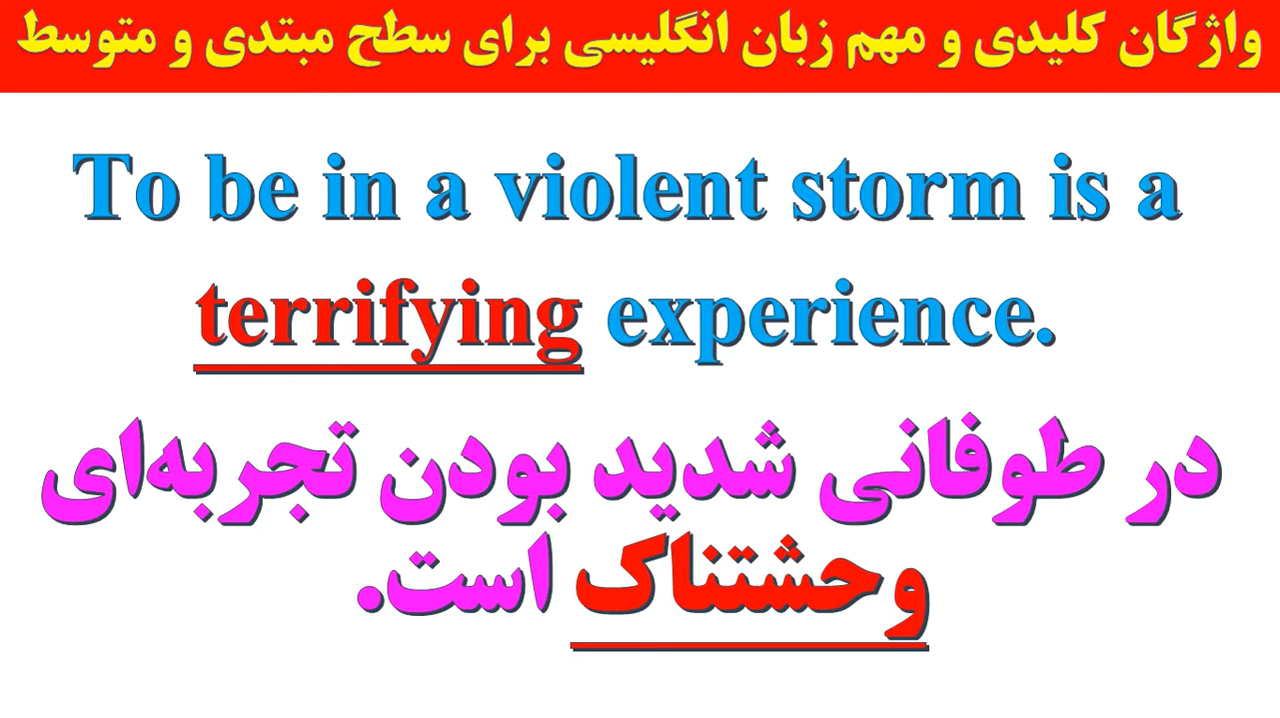 واژگان کلیدی و مهم زبان انگلیسی برای سطح مبتدی و متوسط
To be in a violent storm is a
terrifying experience.
در طوفانی شدید بودن تجربه‌ای
وحشتناک است.